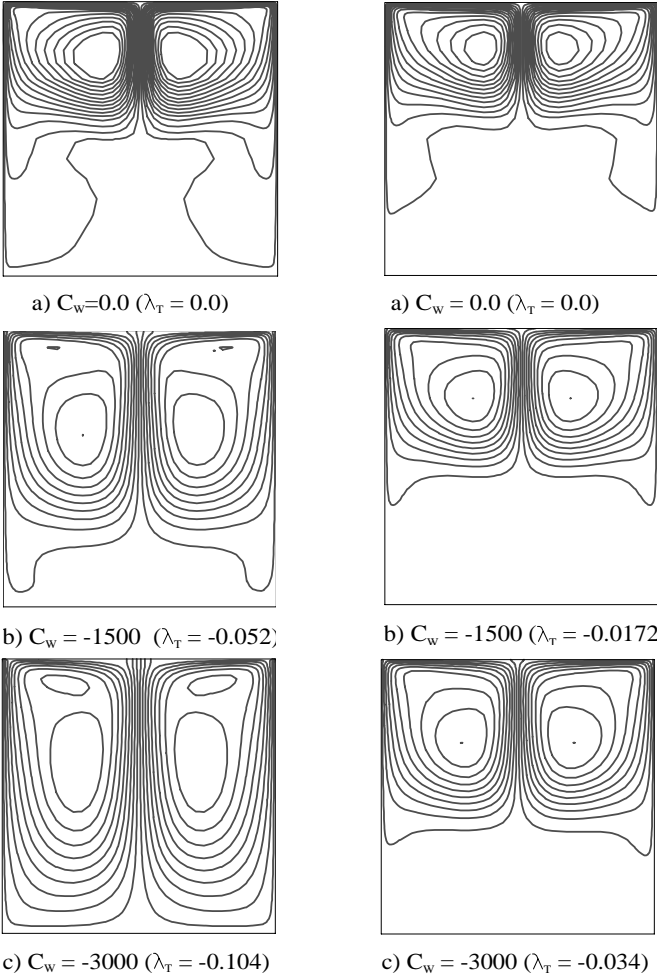 a) C_W=0.0 (λ_T = 0.0)
a) C_W = 0.0 (λ_T = 0.0)
b) C_W = -1500 (λ_T = -0.052)
b) C_W = -1500 (λ_T = -0.0172
c) C_W = -3000 (λ_T = -0.104)
c) C_W = -3000 (λ_T = -0.034)